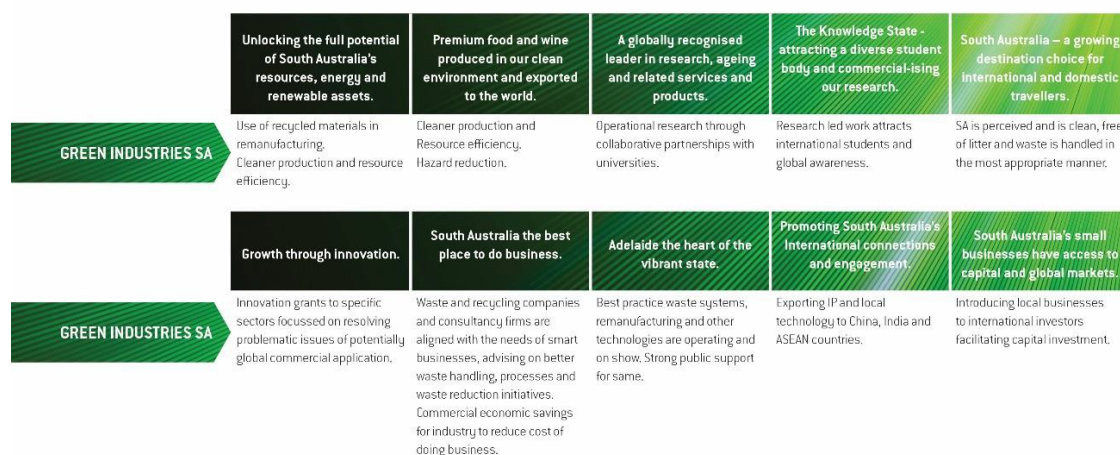 Unlocking the full potential
of South Australia's
resources, energy and
renewable assets.
Premium food and wine
produced in our clean
environment and exported
to the world.
A globally recognised
leader in research, ageing
and related services and
products.
The Knowledge State -
attracting a diverse student
body and commercial-ising
our research.
South Australia – a growing
destination choice for
international and domestic
travellers.
GREEN INDUSTRIES SA
Use of recycled materials in
remanufacturing.
Cleaner production and resource
efficiency.
Cleaner production and
Resource efficiency.
Hazard reduction.
Operational research through
collaborative partnerships with
universities.
Research led work attracts
international students and
global awareness.
SA is perceived and is clean, free
of litter and waste is handled in
the most appropriate manner.
Growth through innovation.
South Australia the best
place to do business.
Adelaide the heart of the
vibrant state.
Promoting South Australia's
International connections
and engagement.
South Australia's small
businesses have access to
capital and global markets.
GREEN INDUSTRIES SA
Innovation grants to specific
sectors focussed on resolving
problematic issues of potentially
global commercial application.
Waste and recycling companies
and consultancy firms are
aligned with the needs of smart
businesses, advising on better
waste handling, processes and
waste reduction initiatives.
Commercial economic savings
for industry to reduce cost of
doing business.
Best practice waste systems,
remanufacturing and other
technologies are operating and
on show. Strong public support
for same.
Exporting IP and local
technology to China, India and
ASEAN countries.
Introducing local businesses
to international investors
facilitating capital investment.